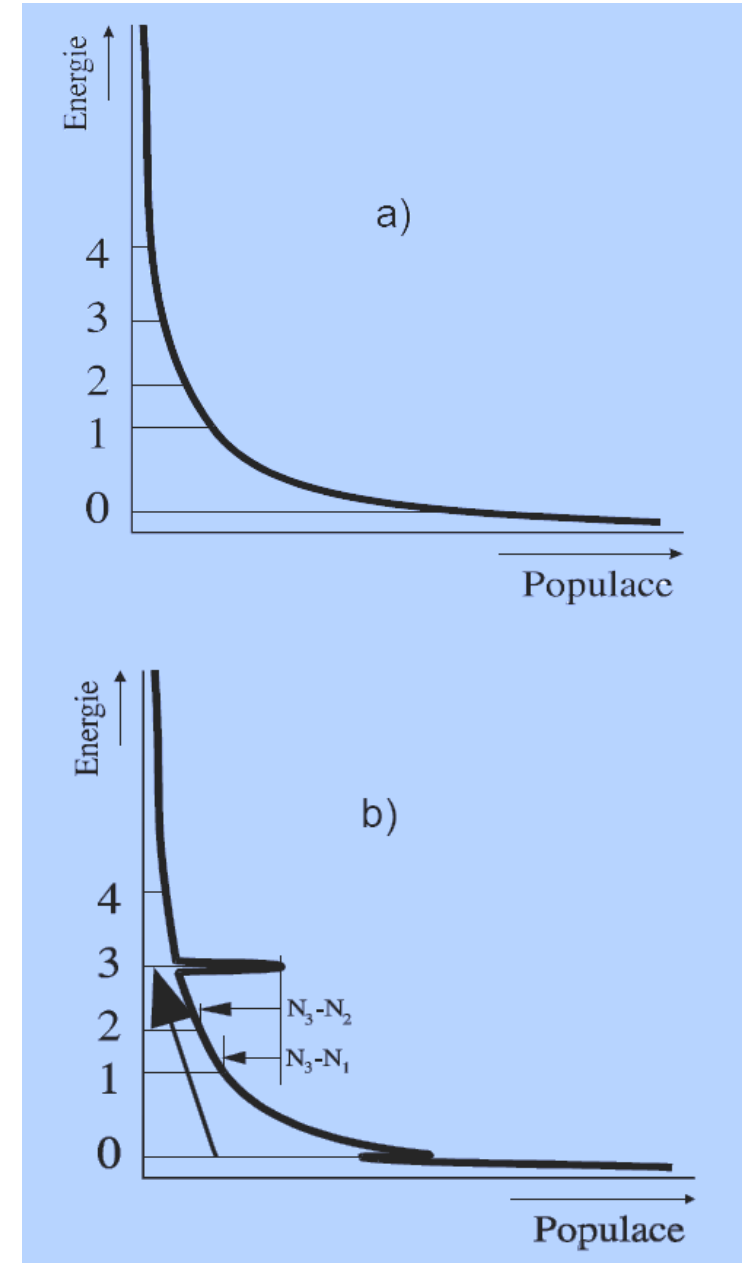 Energie
a)
4
3
2
1
0
Populace
Energie
b)
4
3
N₃-N₂
2
N₃-N₁
1
0
Populace